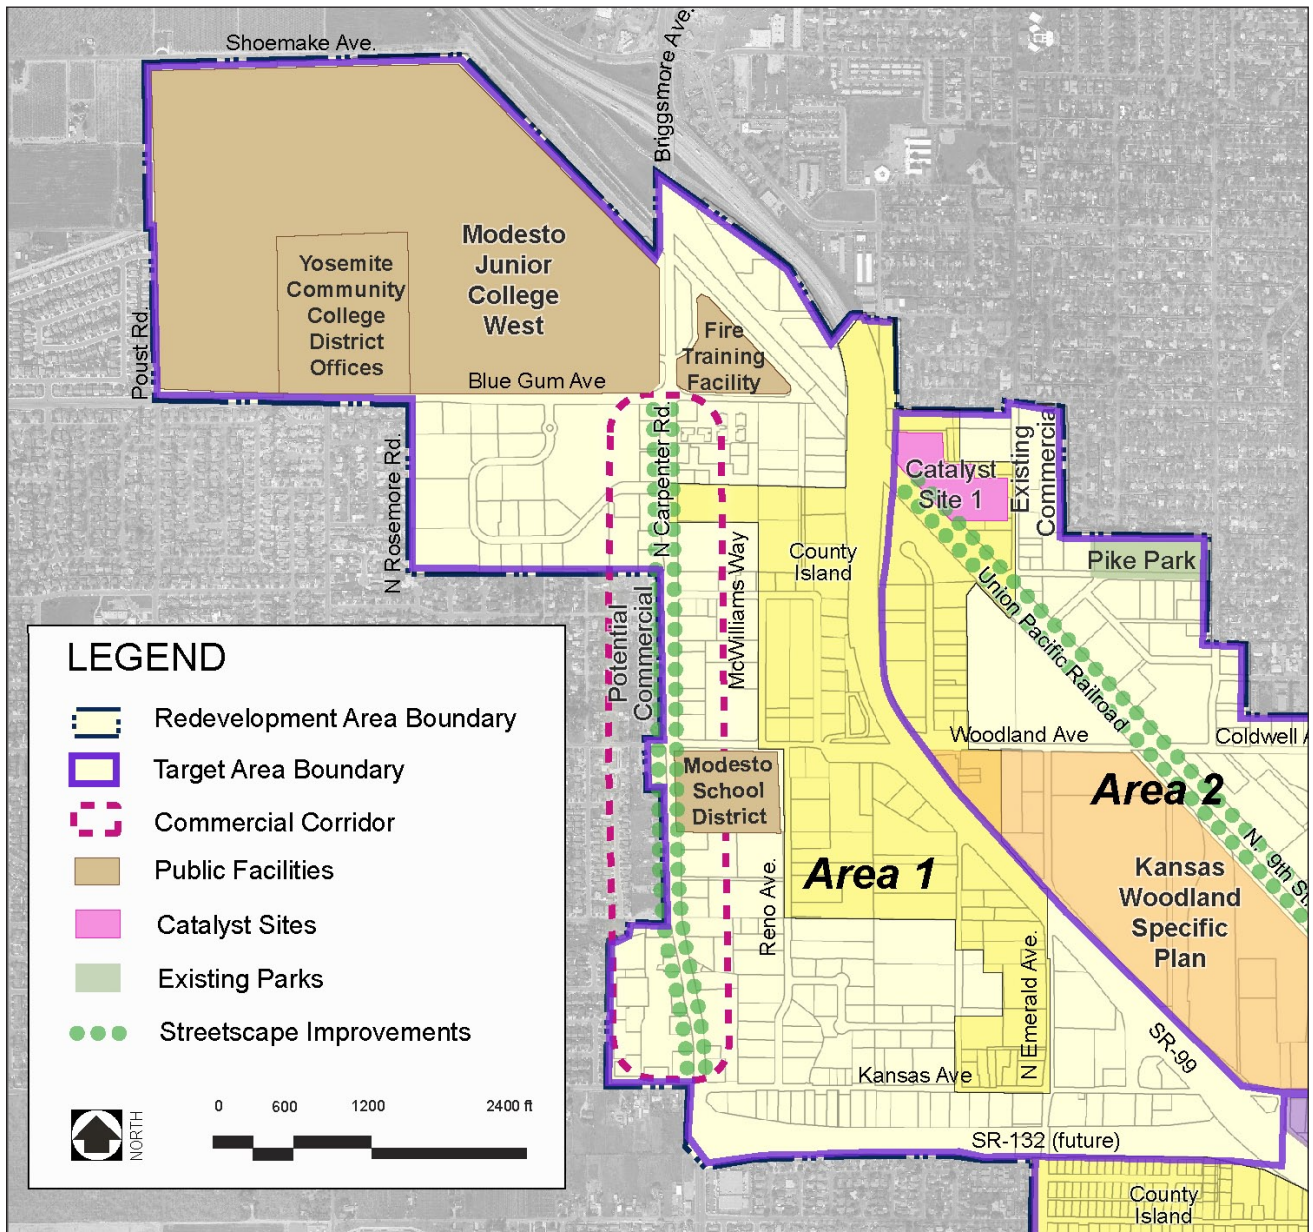 Shoemake Ave.
Briggsmore Ave.
Modesto
Junior
College
West
Yosemite
Community
College
District
Offices
Poust Rd.
Fire
Training
Facility
Blue Gum Ave
N Rosemore Rd.
N Carpenter Rd.
Catalyst
Site 1
Existing
Commercial
Pike Park
McWilliams Way
County
Island
Union Pacific Railroad
Potential
Commercial
Woodland Ave
Coldwell A
Modesto
School
District
Area 2
Area 1
N. 9th St
Kansas
Woodland
Specific
Plan
Reno Ave.
N Emerald Ave.
SR-99
Kansas Ave
SR-132 (future)
County
Island
LEGEND
Redevelopment Area Boundary
Target Area Boundary
Commercial Corridor
Public Facilities
Catalyst Sites
Existing Parks
Streetscape Improvements
NORTH
0 600 1200 2400 ft